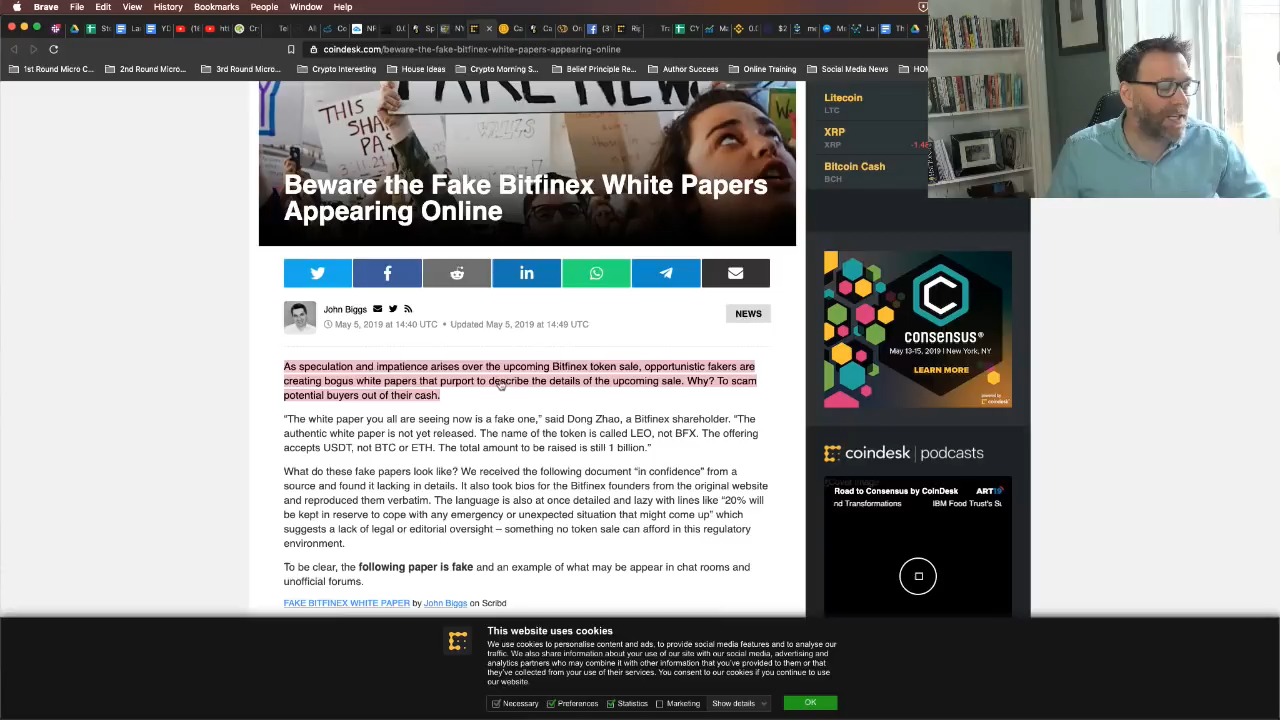 Brave File Edit View History Bookmarks People Window Help
coindesk.com/beware-the-fake-bitfinex-white-papers-appearing-online
1st Round Micro C... 2nd Round Micro... 3rd Round Micro... Crypto Interesting House Ideas Crypto Morning S... Belief Principle Re... Author Success Online Training Social Media News HOM
THIS
SHA
PAS
Beware the Fake Bitfinex White Papers
Appearing Online
John Biggs
May 5, 2019 at 14:40 UTC • Updated May 5, 2019 at 14:49 UTC
NEWS
As speculation and impatience arises over the upcoming Bitfinex token sale, opportunistic fakers are
creating bogus white papers that purport to describe the details of the upcoming sale. Why? To scam
potential buyers out of their cash.
“The white paper you all are seeing now is a fake one,” said Dong Zhao, a Bitfinex shareholder. “The
authentic white paper is not yet released. The name of the token is called LEO, not BFX. The offering
accepts USDT, not BTC or ETH. The total amount to be raised is still 1 billion.”
What do these fake papers look like? We received the following document “in confidence” from a
source and found it lacking in details. It also took bios for the Bitfinex founders from the original website
and reproduced them verbatim. The language is also at once detailed and lazy with lines like “20% will
be kept in reserve to cope with any emergency or unexpected situation that might come up” which
suggests a lack of legal or editorial oversight – something no token sale can afford in this regulatory
environment.
To be clear, the following paper is fake and an example of what may be appear in chat rooms and
unofficial forums.
FAKE BITFINEX WHITE PAPER by John Biggs on Scribd
Litecoin
LTC
XRP
XRP -1.4
Bitcoin Cash
BCH
CONSENSUS®
May 13-15, 2019 | New York, NY
LEARN MORE
presented by coindesk
coindesk | podcasts
Road to Consensus by CoinDesk ART19
nd Transformations IBM Food Trust's Su
This website uses cookies
We use cookies to personalise content and ads, to provide social media features and to analyse our
traffic. We also share information about your use of our site with our social media, advertising and
analytics partners who may combine it with other information that you've provided to them or that
they've collected from your use of their services. You consent to our cookies if you continue to use
our website.
Necessary Preferences Statistics Marketing Show details OK